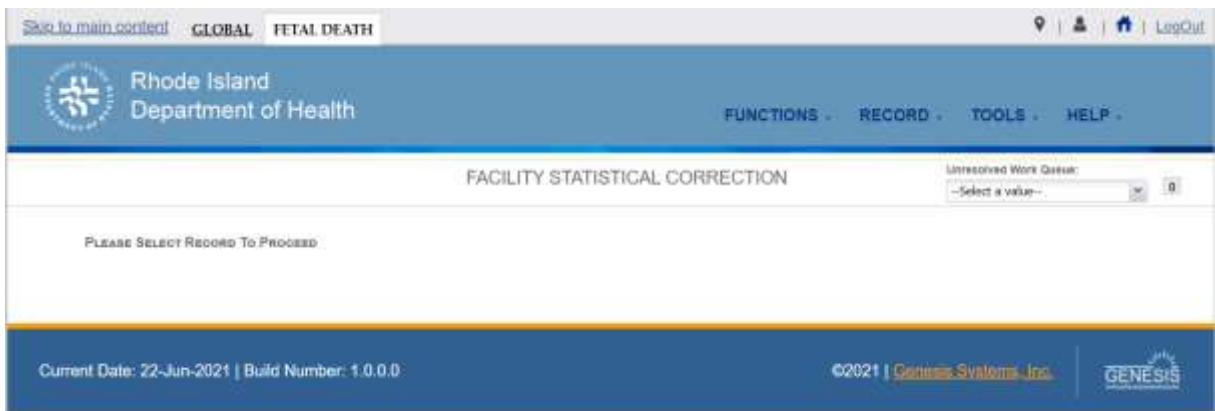 Skip to main content GLOBAL FETAL DEATH | | | LogOut
Rhode Island
Department of Health
FUNCTIONS RECORD TOOLS HELP
FACILITY STATISTICAL CORRECTION
Unresolved Work Queue:
--Select a value-- 0
PLEASE SELECT RECORD TO PROCEED
Current Date: 22-Jun-2021 | Build Number: 1.0.0.0 ©2021 | Genesis Systems, Inc. GENESIS